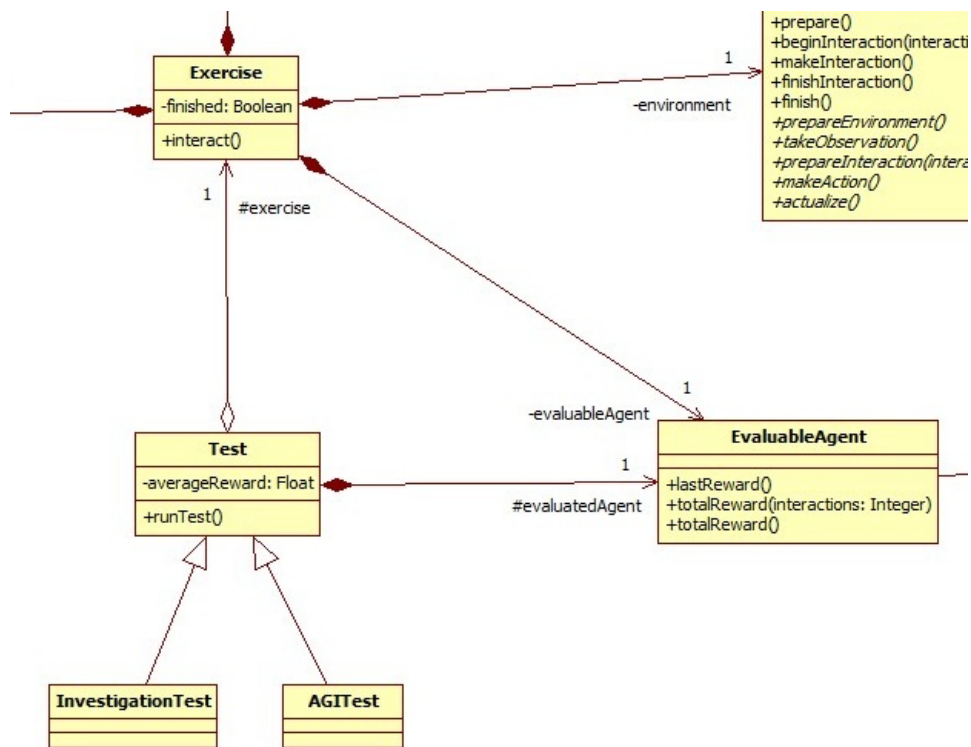 +prepare()
+beginInteraction(interacti
+makeInteraction()
+finishInteraction()
+finish()
+prepareEnvironment()
+takeObservation()
+prepareInteraction(intera
+makeAction()
+actualize()
1
-environment
Exercise
-finished: Boolean
+interact()
1
#exercise
1
-evaluableAgent
Test
-averageReward: Float
+runTest()
1
#evaluatedAgent
EvaluableAgent
+lastReward()
+totalReward(interactions: Integer)
+totalReward()
InvestigationTest
AGITest